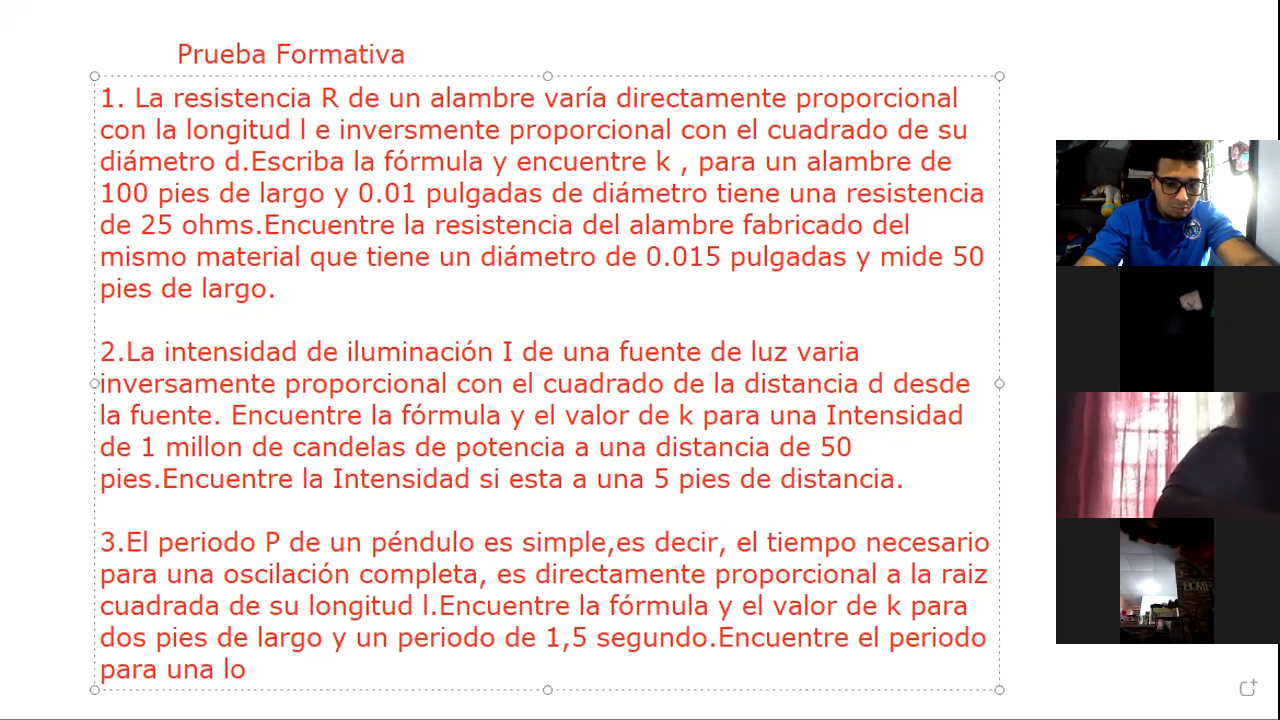 Prueba Formativa
1. La resistencia R de un alambre varía directamente proporcional
con la longitud l e inversmente proporcional con el cuadrado de su
diámetro d.Escriba la fórmula y encuentre k , para un alambre de
100 pies de largo y 0.01 pulgadas de diámetro tiene una resistencia
de 25 ohms.Encuentre la resistencia del alambre fabricado del
mismo material que tiene un diámetro de 0.015 pulgadas y mide 50
pies de largo.
2.La intensidad de iluminación I de una fuente de luz varia
inversamente proporcional con el cuadrado de la distancia d desde
la fuente. Encuentre la fórmula y el valor de k para una Intensidad
de 1 millon de candelas de potencia a una distancia de 50
pies.Encuentre la Intensidad si esta a una 5 pies de distancia.
3.El periodo P de un péndulo es simple,es decir, el tiempo necesario
para una oscilación completa, es directamente proporcional a la raiz
cuadrada de su longitud l.Encuentre la fórmula y el valor de k para
dos pies de largo y un periodo de 1,5 segundo.Encuentre el periodo
para una lo